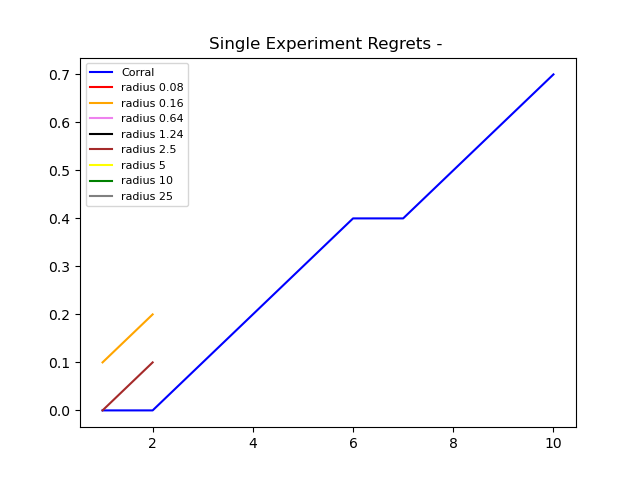 Single Experiment Regrets -
Corral
radius 0.08
radius 0.16
radius 0.64
radius 1.24
radius 2.5
radius 5
radius 10
radius 25
0.7
0.6
0.5
0.4
0.3
0.2
0.1
0.0
2 4 6 8 10